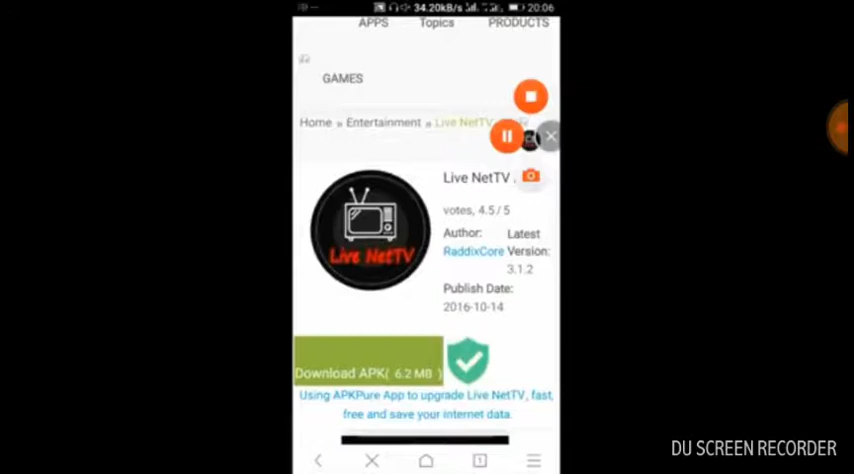 34.20kB/s
20:06
APPS Topics PRODUCTS
GAMES
Home » Entertainment » Live NetTV
Live NetTV
Live NetTV
votes, 4.5 / 5
Author:
RaddixCore
Latest
Version:
3.1.2
Publish Date:
2016-10-14
Download APK( 6.2 MB )
Using APKPure App to upgrade Live NetTV, fast,
free and save your internet data.
1
DU SCREEN RECORDER